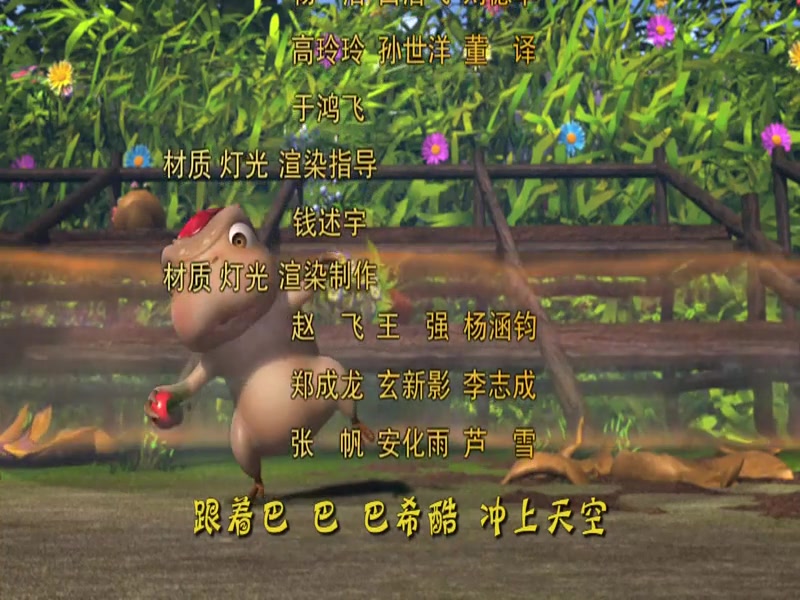 高玲玲 孙世洋 董 译
于鸿飞
材质 灯光 渲染指导
钱述宇
材质 灯光 渲染制作
赵 飞 王 强 杨涵钧
郑成龙 玄新影 李志成
张 帆 安化雨 芦 雪
跟着巴 巴 巴希酷 冲上天空